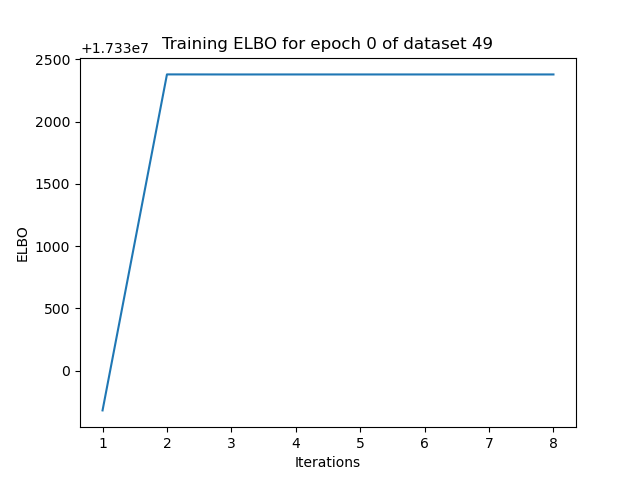 +1.733e7
Training ELBO for epoch 0 of dataset 49
2500
2000
1500
1000
500
0
ELBO
1 2 3 4 5 6 7 8
Iterations